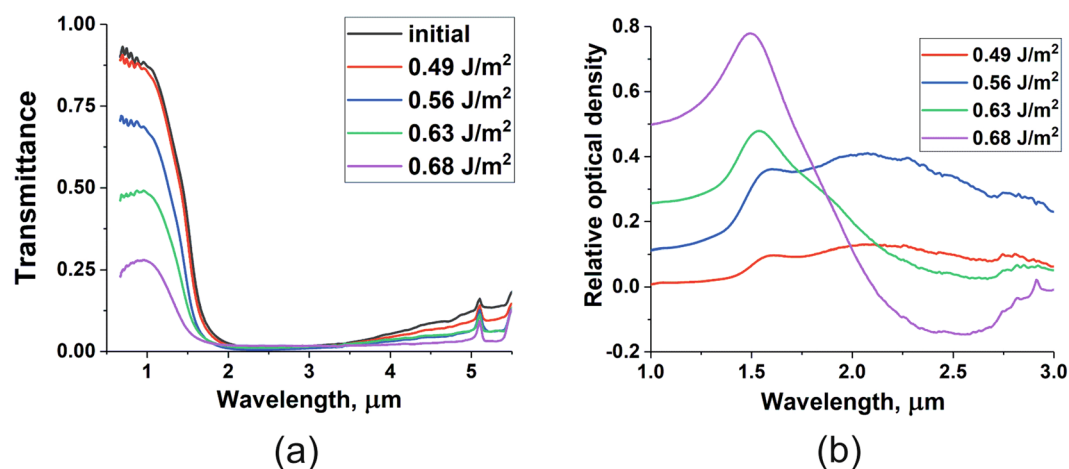 Transmittance
1.00
0.75
0.50
0.25
0.00
1
2
3
4
5
Wavelength, μm
initial
0.49 J/m²
0.56 J/m²
0.63 J/m²
0.68 J/m²
(a)
Relative optical density
0.8
0.6
0.4
0.2
0.0
-0.2
1.0
1.5
2.0
2.5
3.0
Wavelength, μm
0.49 J/m²
0.56 J/m²
0.63 J/m²
0.68 J/m²
(b)